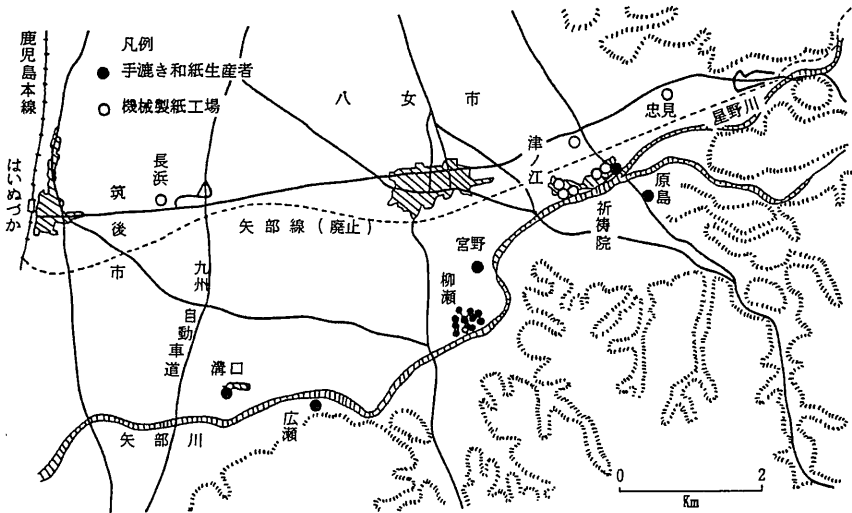 鹿児島本線
凡例
手漉き和紙生産者
機械製紙工場
八女市
忠見
星野川
津ノ江
長浜
はいぬづか
筑後市
原島
祈祷院
矢部線(廃止)
宮野
九州自動車道
柳瀬
溝口
広瀬
矢部川
0 2
Km